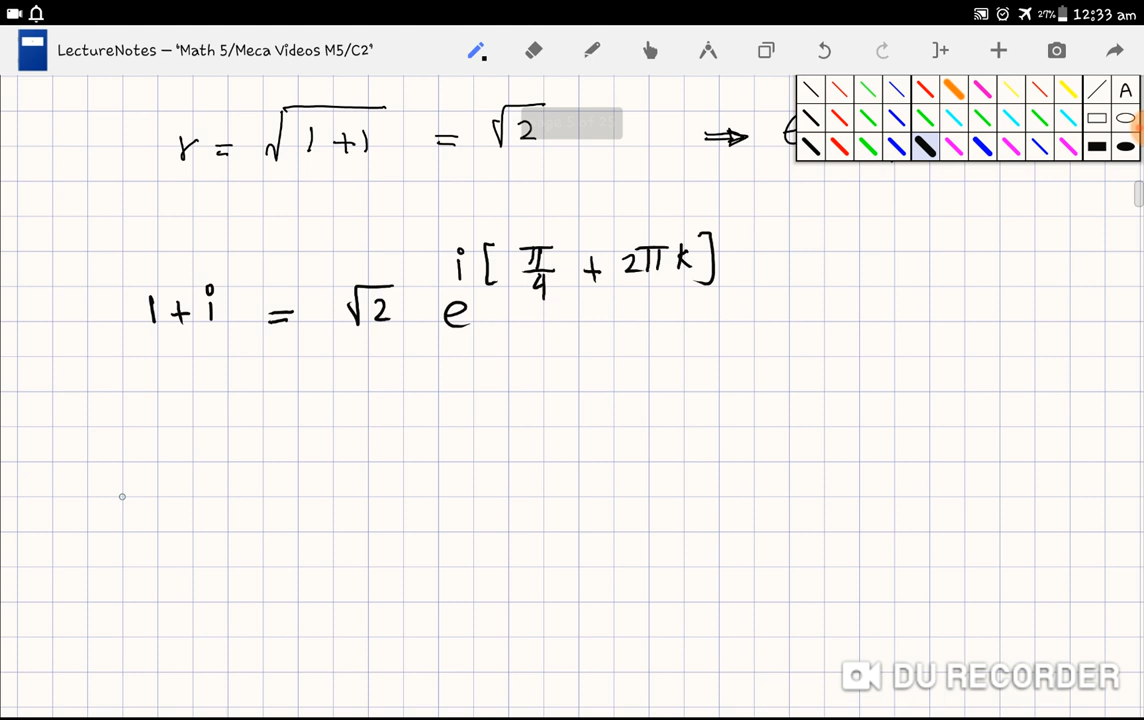 27% 12:33 am
LectureNotes – ‘Math 5/Meca Videos M5/C2’
A
r = √1+1 = √2 ⇒
1+i = √2 e^i[π/4 + 2πk]
DU RECORDER